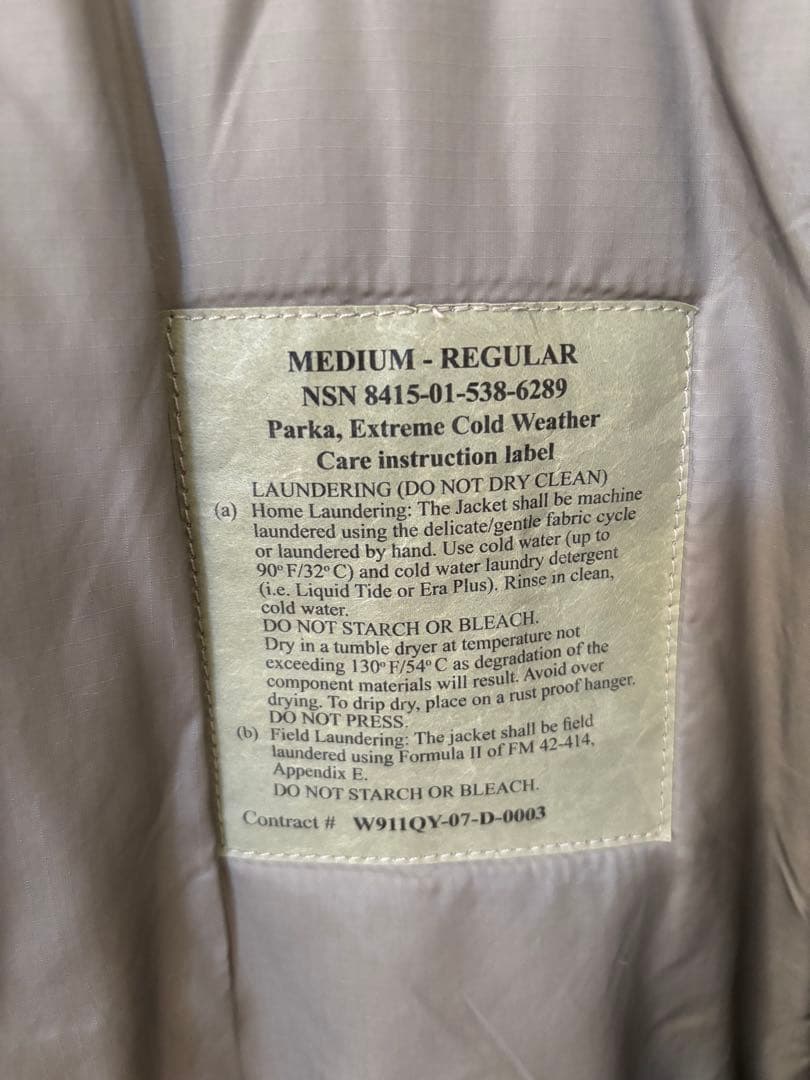 MEDIUM - REGULAR
NSN 8415-01-538-6289
Parka, Extreme Cold Weather
Care instruction label
LAUNDERING (DO NOT DRY CLEAN)
(a) Home Laundering: The Jacket shall be machine
laundered using the delicate/gentle fabric cycle
or laundered by hand. Use cold water (up to
90º F/32º C) and cold water laundry detergent
(i.e. Liquid Tide or Era Plus). Rinse in clean,
cold water.
DO NOT STARCH OR BLEACH.
Dry in a tumble dryer at temperature not
exceeding 130º F/54º C as degradation of the
component materials will result. Avoid over
drying. To drip dry, place on a rust proof hanger.
DO NOT PRESS.
(b) Field Laundering: The jacket shall be field
laundered using Formula II of FM 42-414,
Appendix E.
DO NOT STARCH OR BLEACH.
Contract # W911QY-07-D-0003